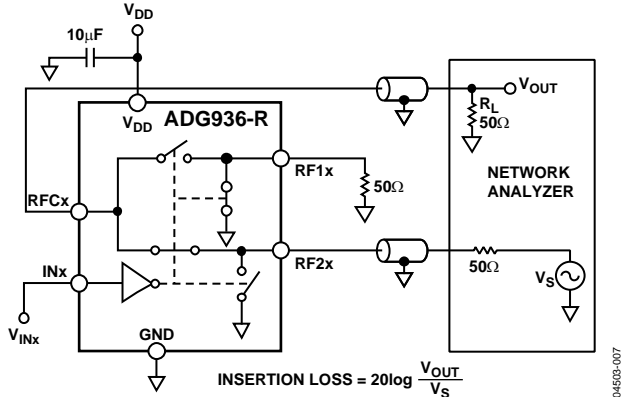 VDD
10µF
VDD
ADG936-R
VOUT
RL
50Ω
NETWORK
ANALYZER
RF1x
50Ω
RFCx
RF2x
50Ω
VS
INx
VINx
GND
INSERTION LOSS = 20log VOUT
VS
04503-007